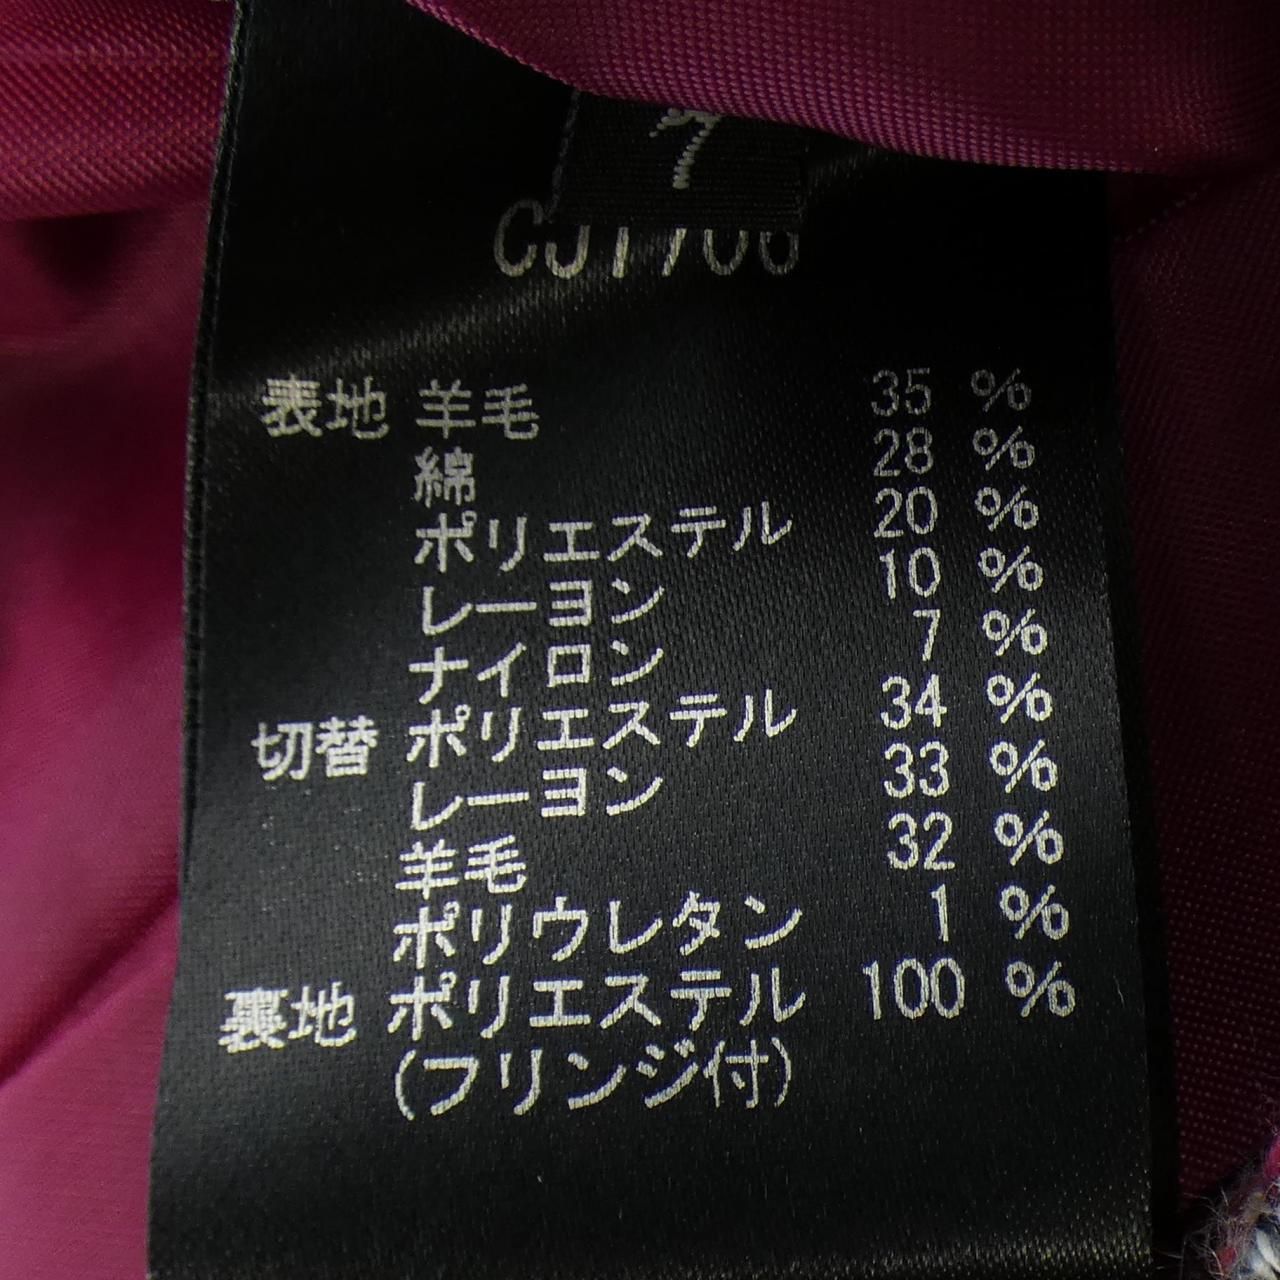 7
表地 羊毛 35 %
綿 28 %
ポリエステル 20 %
レーヨン 10 %
ナイロン 7 %
切替 ポリエステル 34 %
レーヨン 33 %
羊毛 32 %
ポリウレタン 1 %
裏地 ポリエステル 100 %
(フリンジ付)